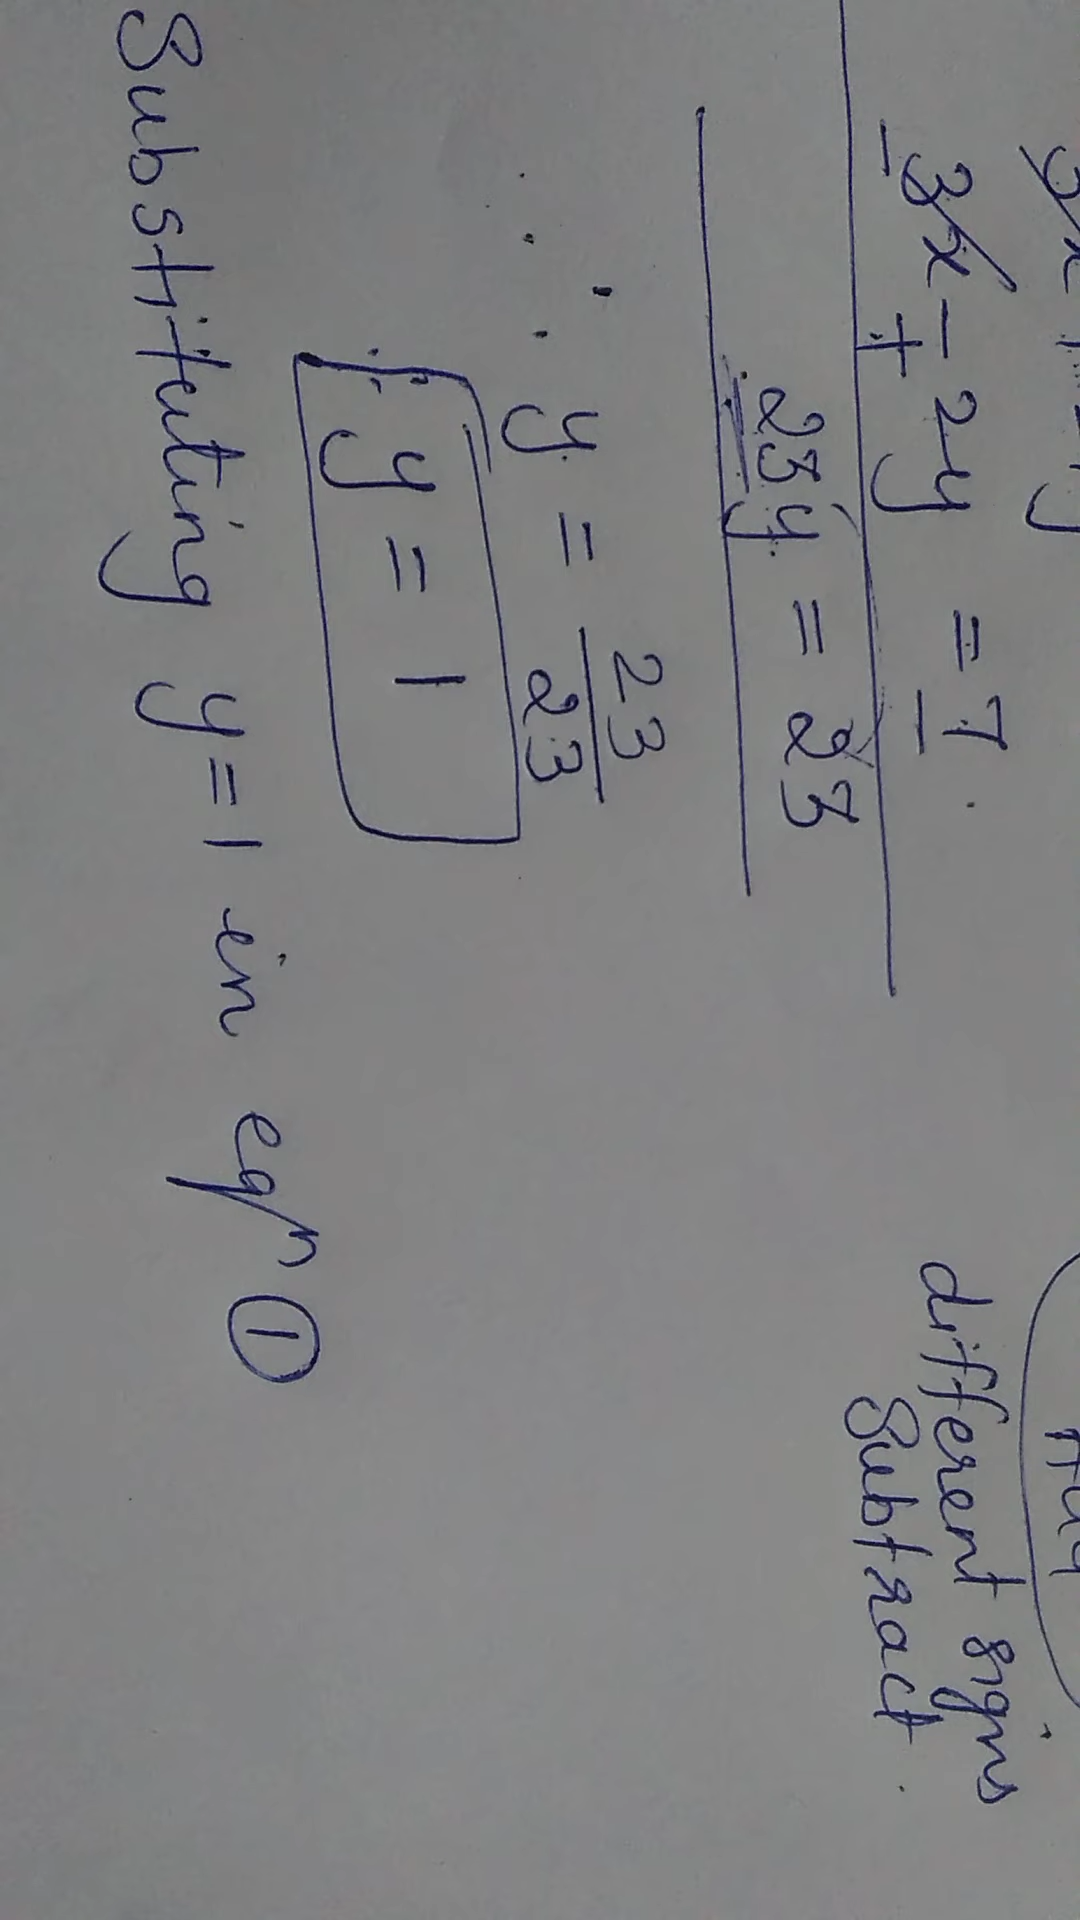 3x - 2y = 7.
- + -
23y = 23
∴ y = 23/23
y = 1
Substituting y = 1 in eqn ①
different signs
Subtract.